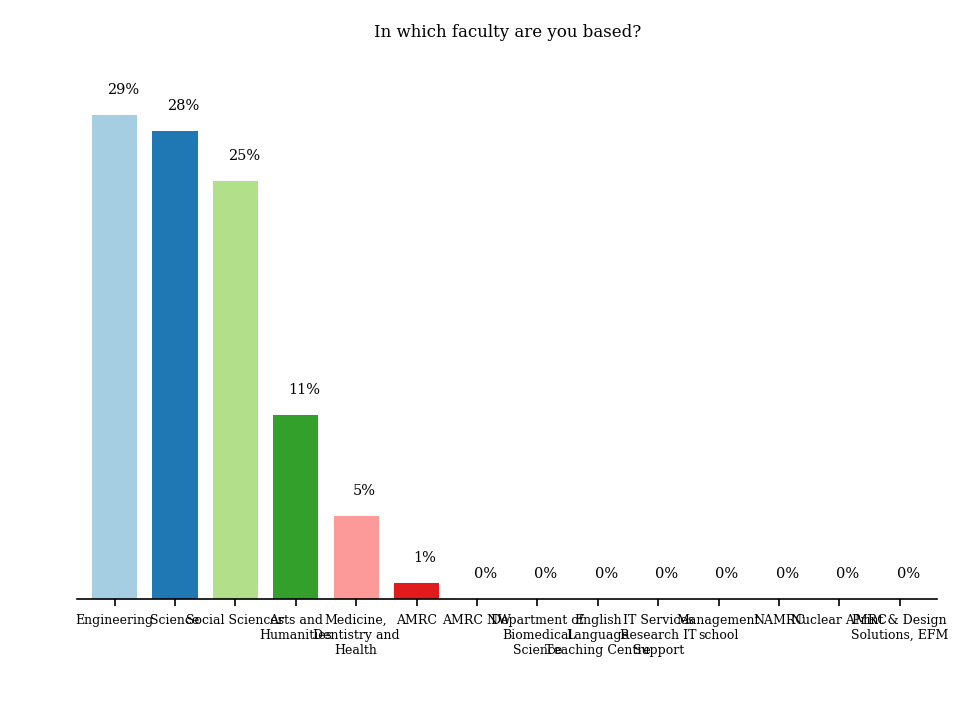 In which faculty are you based?
29%
28%
25%
11%
5%
1%
0%
0%
0%
0%
0%
0%
0%
0%
Engineering
Science
Social Sciences
Arts and
Humanities
Medicine,
Dentistry and
Health
AMRC
AMRC NW
Department of
Biomedical
Science
English
Language
Teaching Centre
IT Services
Research IT
Support
Management
school
NAMRC
Nuclear AMRC
Print & Design
Solutions, EFM